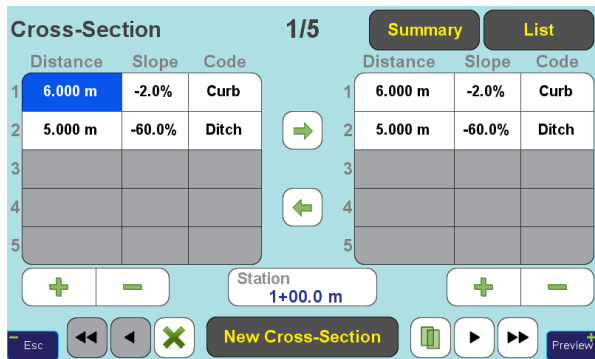 Cross-Section 1/5 Summary List
Distance Slope Code Distance Slope Code
1 6.000 m -2.0% Curb 1 6.000 m -2.0% Curb
2 5.000 m -60.0% Ditch 2 5.000 m -60.0% Ditch
3 3
4 4
5 5
Station
1+00.0 m
Esc New Cross-Section Preview